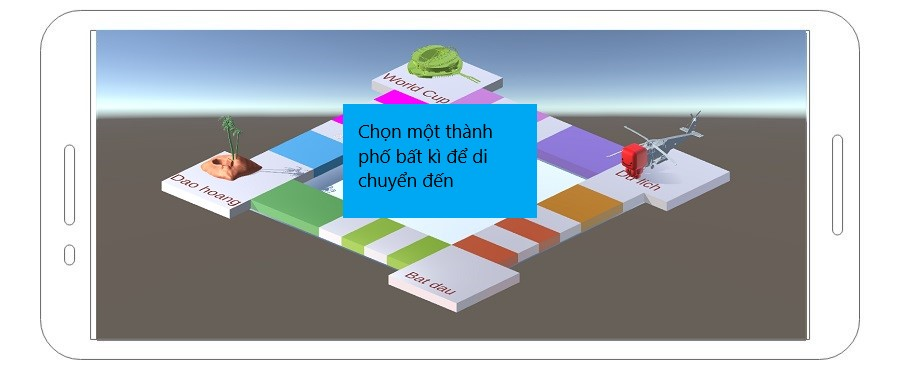 World Cup
Chọn một thành
phố bất kì để di
chuyển đến
Dao hoang
Du lich
Bat dau